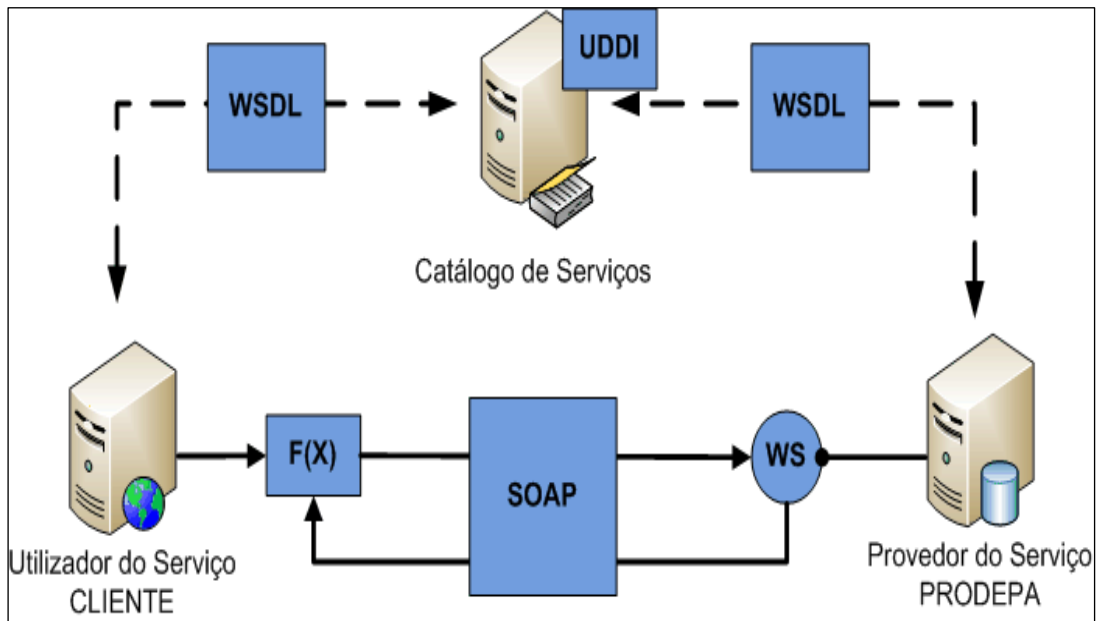 UDDI
WSDL
WSDL
Catálogo de Serviços
F(X)
SOAP
WS
Utilizador do Serviço
CLIENTE
Provedor do Serviço
PRODEPA